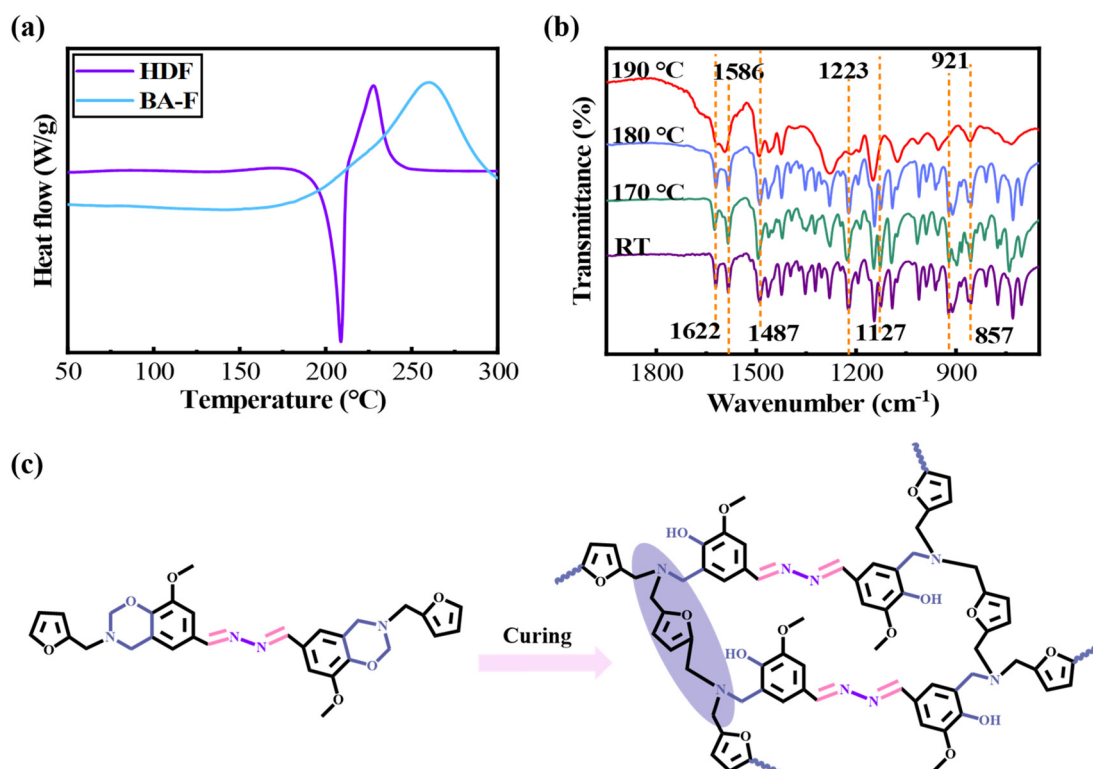 (a)
HDF
BA-F
Heat flow (W/g)
50 100 150 200 250 300
Temperature (°C)
(b)
190 °C
1586
1223
921
180 °C
170 °C
RT
1622
1487
1127
857
Transmittance (%)
1800 1500 1200 900
Wavenumber (cm⁻¹)
(c)
O
O
N
O
N
N
N
O
O
O
Curing
O
N
HO
O
N
N
O
OH
N
O
O
O
O
N
HO
O
N
N
O
OH
N
O
O